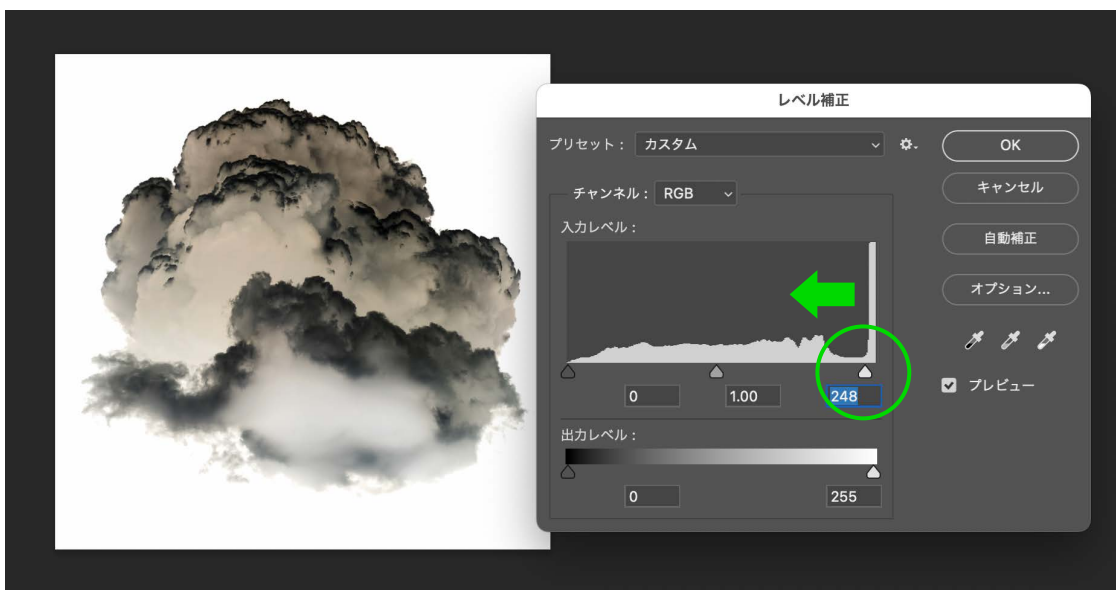 レベル補正
プリセット： カスタム
OK
チャンネル： RGB
キャンセル
入力レベル：
自動補正
オプション...
0 1.00 248
プレビュー
出力レベル：
0 255